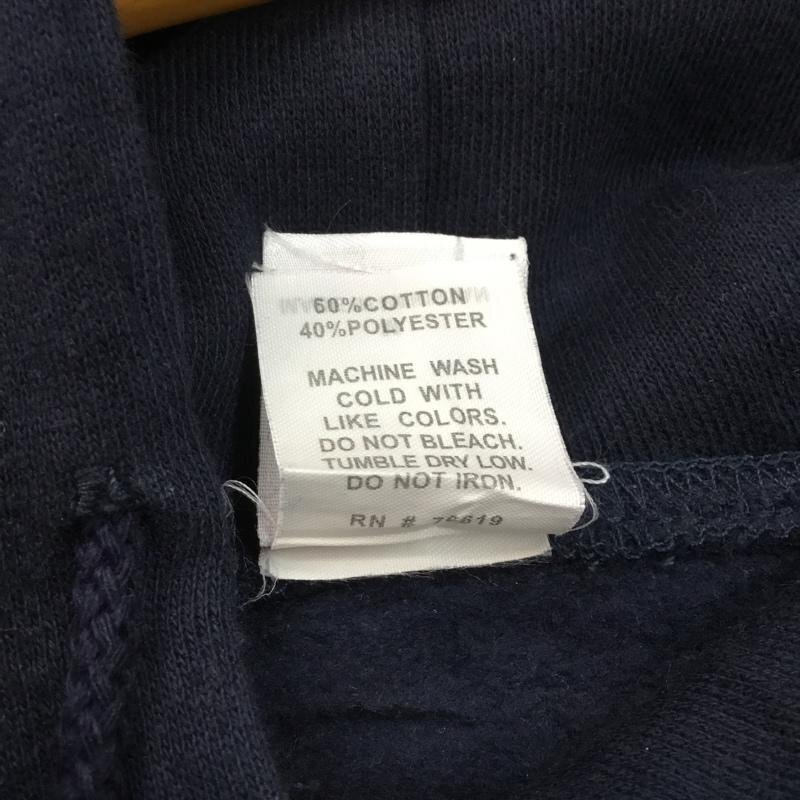 60%COTTON
40%POLYESTER
MACHINE WASH
COLD WITH
LIKE COLORS.
DO NOT BLEACH.
TUMBLE DRY LOW.
DO NOT IRON.
RN #